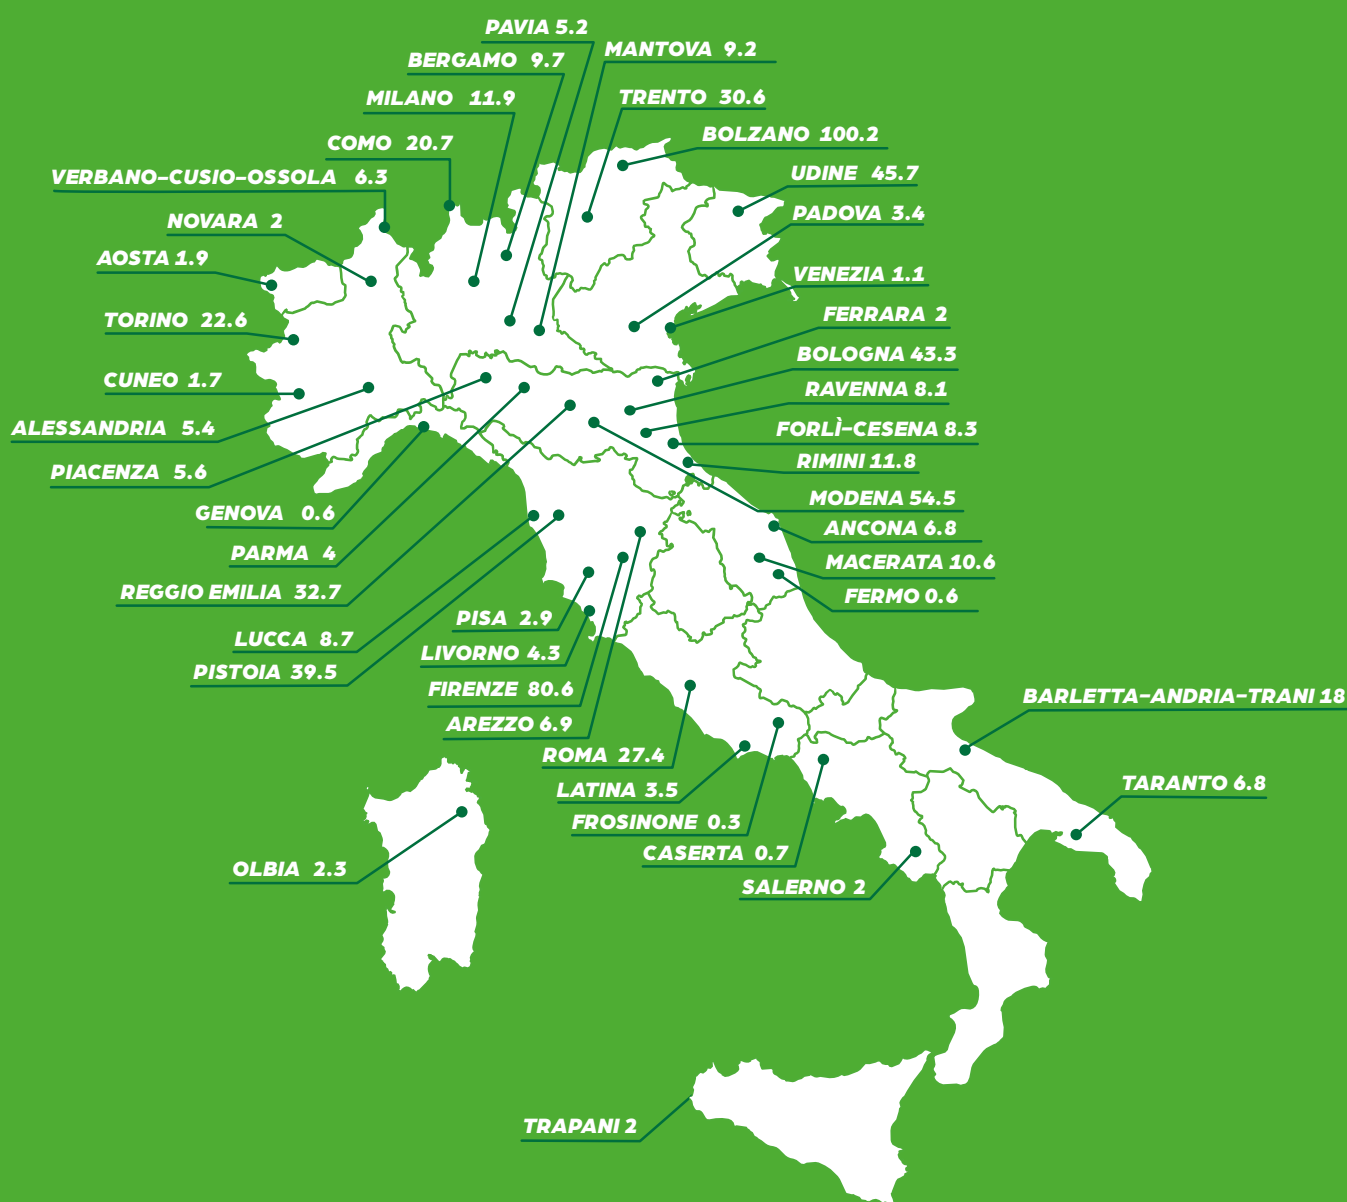 PAVIA 5.2
MANTOVA 9.2
BERGAMO 9.7
MILANO 11.9
TRENTO 30.6
BOLZANO 100.2
COMO 20.7
VERBANO-CUSIO-OSSOLA 6.3
UDINE 45.7
NOVARA 2
PADOVA 3.4
AOSTA 1.9
VENEZIA 1.1
TORINO 22.6
FERRARA 2
BOLOGNA 43.3
CUNEO 1.7
RAVENNA 8.1
ALESSANDRIA 5.4
FORLÌ-CESENA 8.3
RIMINI 11.8
PIACENZA 5.6
MODENA 54.5
GENOVA 0.6
ANCONA 6.8
PARMA 4
MACERATA 10.6
REGGIO EMILIA 32.7
FERMO 0.6
PISA 2.9
LUCCA 8.7
LIVORNO 4.3
PISTOIA 39.5
FIRENZE 80.6
BARLETTA-ANDRIA-TRANI 18
AREZZO 6.9
ROMA 27.4
LATINA 3.5
TARANTO 6.8
FROSINONE 0.3
CASERTA 0.7
OLBIA 2.3
SALERNO 2
TRAPANI 2